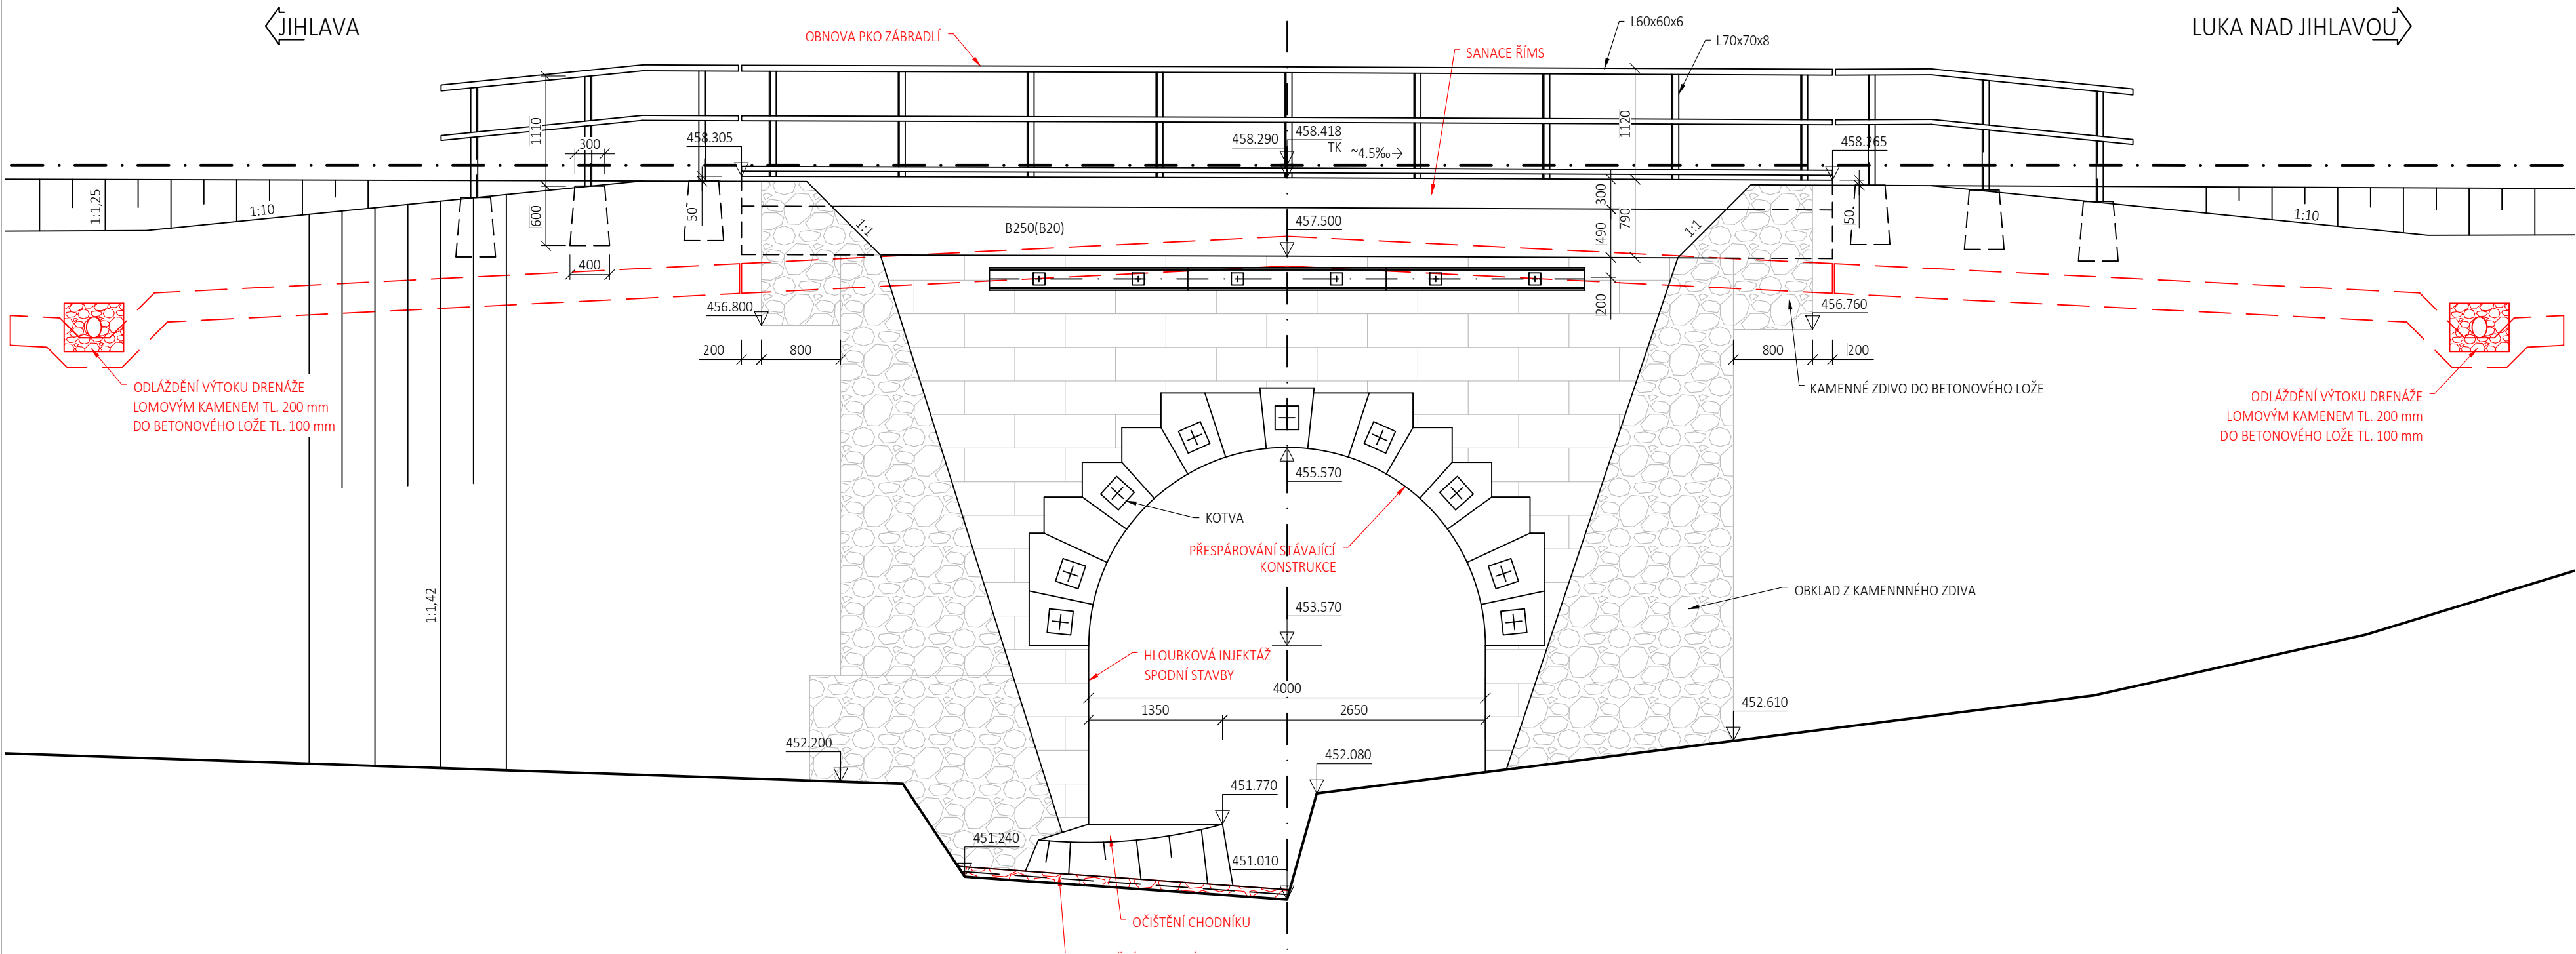 JIHLAVA
LUKA NAD JIHLAVOU
OBNOVA PKO ZÁBRADLÍ
SANACE ŘÍMS
L60x60x6
L70x70x8
1110
300
458.305
458.290
458.418
TK
~4.5‰
1120
458.265
1:1,25
1:10
600
400
50
1:1
B250(B20)
457.500
300
490
790
200
1:1
50
1:10
456.800
200
800
456.760
800
200
ODLÁŽDĚNÍ VÝTOKU DRENÁŽE
LOMOVÝM KAMENEM TL. 200 mm
DO BETONOVÉHO LOŽE TL. 100 mm
KAMENNÉ ZDIVO DO BETONOVÉHO LOŽE
ODLÁŽDĚNÍ VÝTOKU DRENÁŽE
LOMOVÝM KAMENEM TL. 200 mm
DO BETONOVÉHO LOŽE TL. 100 mm
455.570
KOTVA
PŘESPÁROVÁNÍ STÁVAJÍCÍ
KONSTRUKCE
1:1,42
453.570
OBKLAD Z KAMENNNÉHO ZDIVA
HLOUBKOVÁ INJEKTÁŽ
SPODNÍ STAVBY
4000
1350
2650
452.610
452.200
452.080
451.770
451.240
451.010
OČIŠTĚNÍ CHODNÍKU